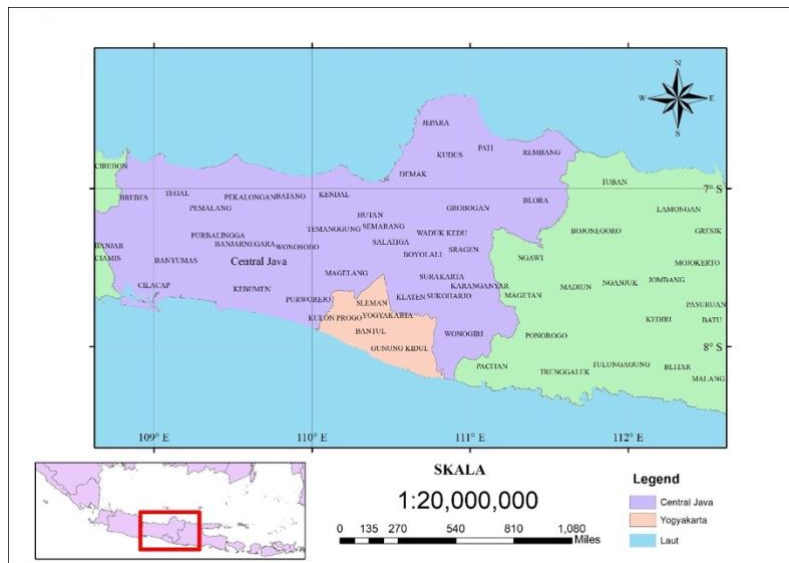 N
W E
S
JEPARA
KUDUS
PATI
REMBANG
CIREBON
DEMAK
TUBAN
7° S
BREBES
TEGAL
PEKALONGAN
BATANG
KENDAL
PEMALANG
GROBOGAN
BLORA
LAMONGAN
HUTAN
TEMANGGUNG
SEMARANG
WADUK KEDU
BOJONEGORO
GRESIK
PURBALINGGA
BANJARNEGARA
WONOSOBO
SALATIGA
BANJAR
CIAMIS
BANYUMAS
Central Java
BOYOLALI
SRAGEN
NGAWI
MOJOKERTO
MAGELANG
SURAKARTA
KARANGANYAR
CILACAP
KEBUMEN
PURWOREJO
SLEMAN
KLATEN
SUKOHARJO
MAGETAN
MADIUN
NGANJUK
JOMBANG
PASURUAN
KULON PROGO
YOGYAKARTA
BANTUL
WONOGIRI
PONOROGO
KEDIRI
BATU
GUNUNG KIDUL
8° S
PACITAN
TRENGGALEK
TULUNGAGUNG
BLITAR
MALANG
109° E
110° E
111° E
112° E
SKALA
1:20,000,000
0 135 270 540 810 1,080
Miles
Legend
Central Java
Yogyakarta
Laut